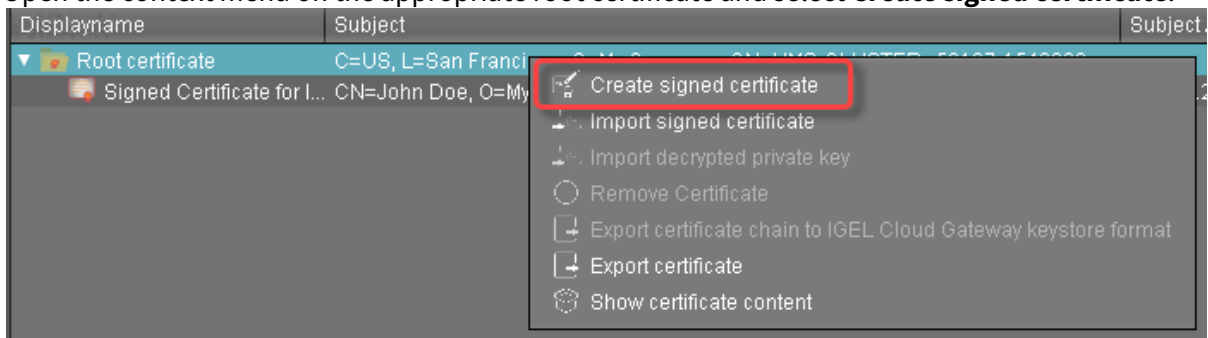 Open the context menu on the appropriate root certificate and select Create signed certificate.
Displayname Subject Subject.
Root certificate C=US, L=San Franci
Signed Certificate for I... CN=John Doe, O=My
Create signed certificate
Import signed certificate
Import decrypted private key
Remove Certificate
Export certificate chain to IGEL Cloud Gateway keystore format
Export certificate
Show certificate content